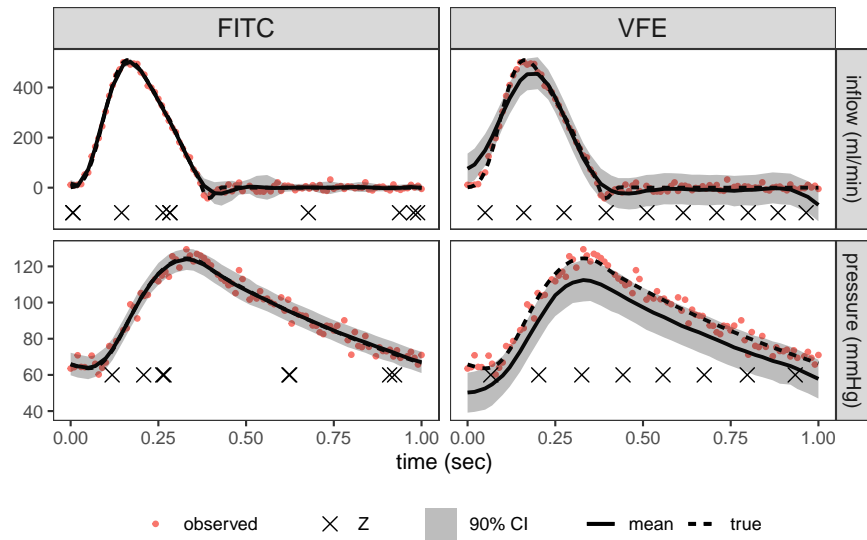 FITC VFE
400
200
0
inflow (ml/min)
120
100
80
60
40
pressure (mmHg)
0.00 0.25 0.50 0.75 1.00 0.00 0.25 0.50 0.75 1.00
time (sec)
observed Z 90% CI mean true